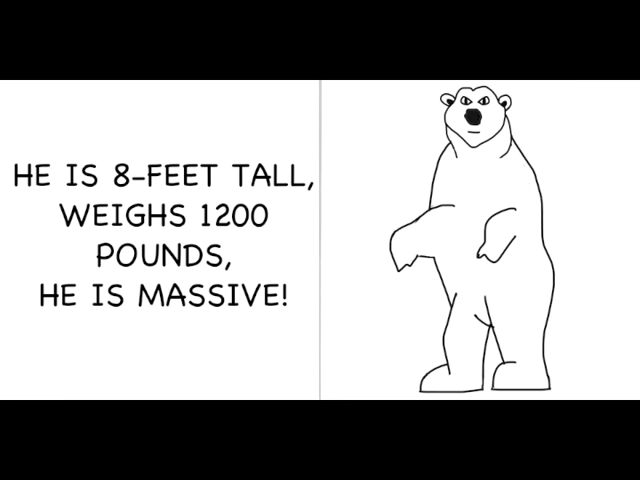 HE IS 8-FEET TALL,
WEIGHS 1200
POUNDS,
HE IS MASSIVE!